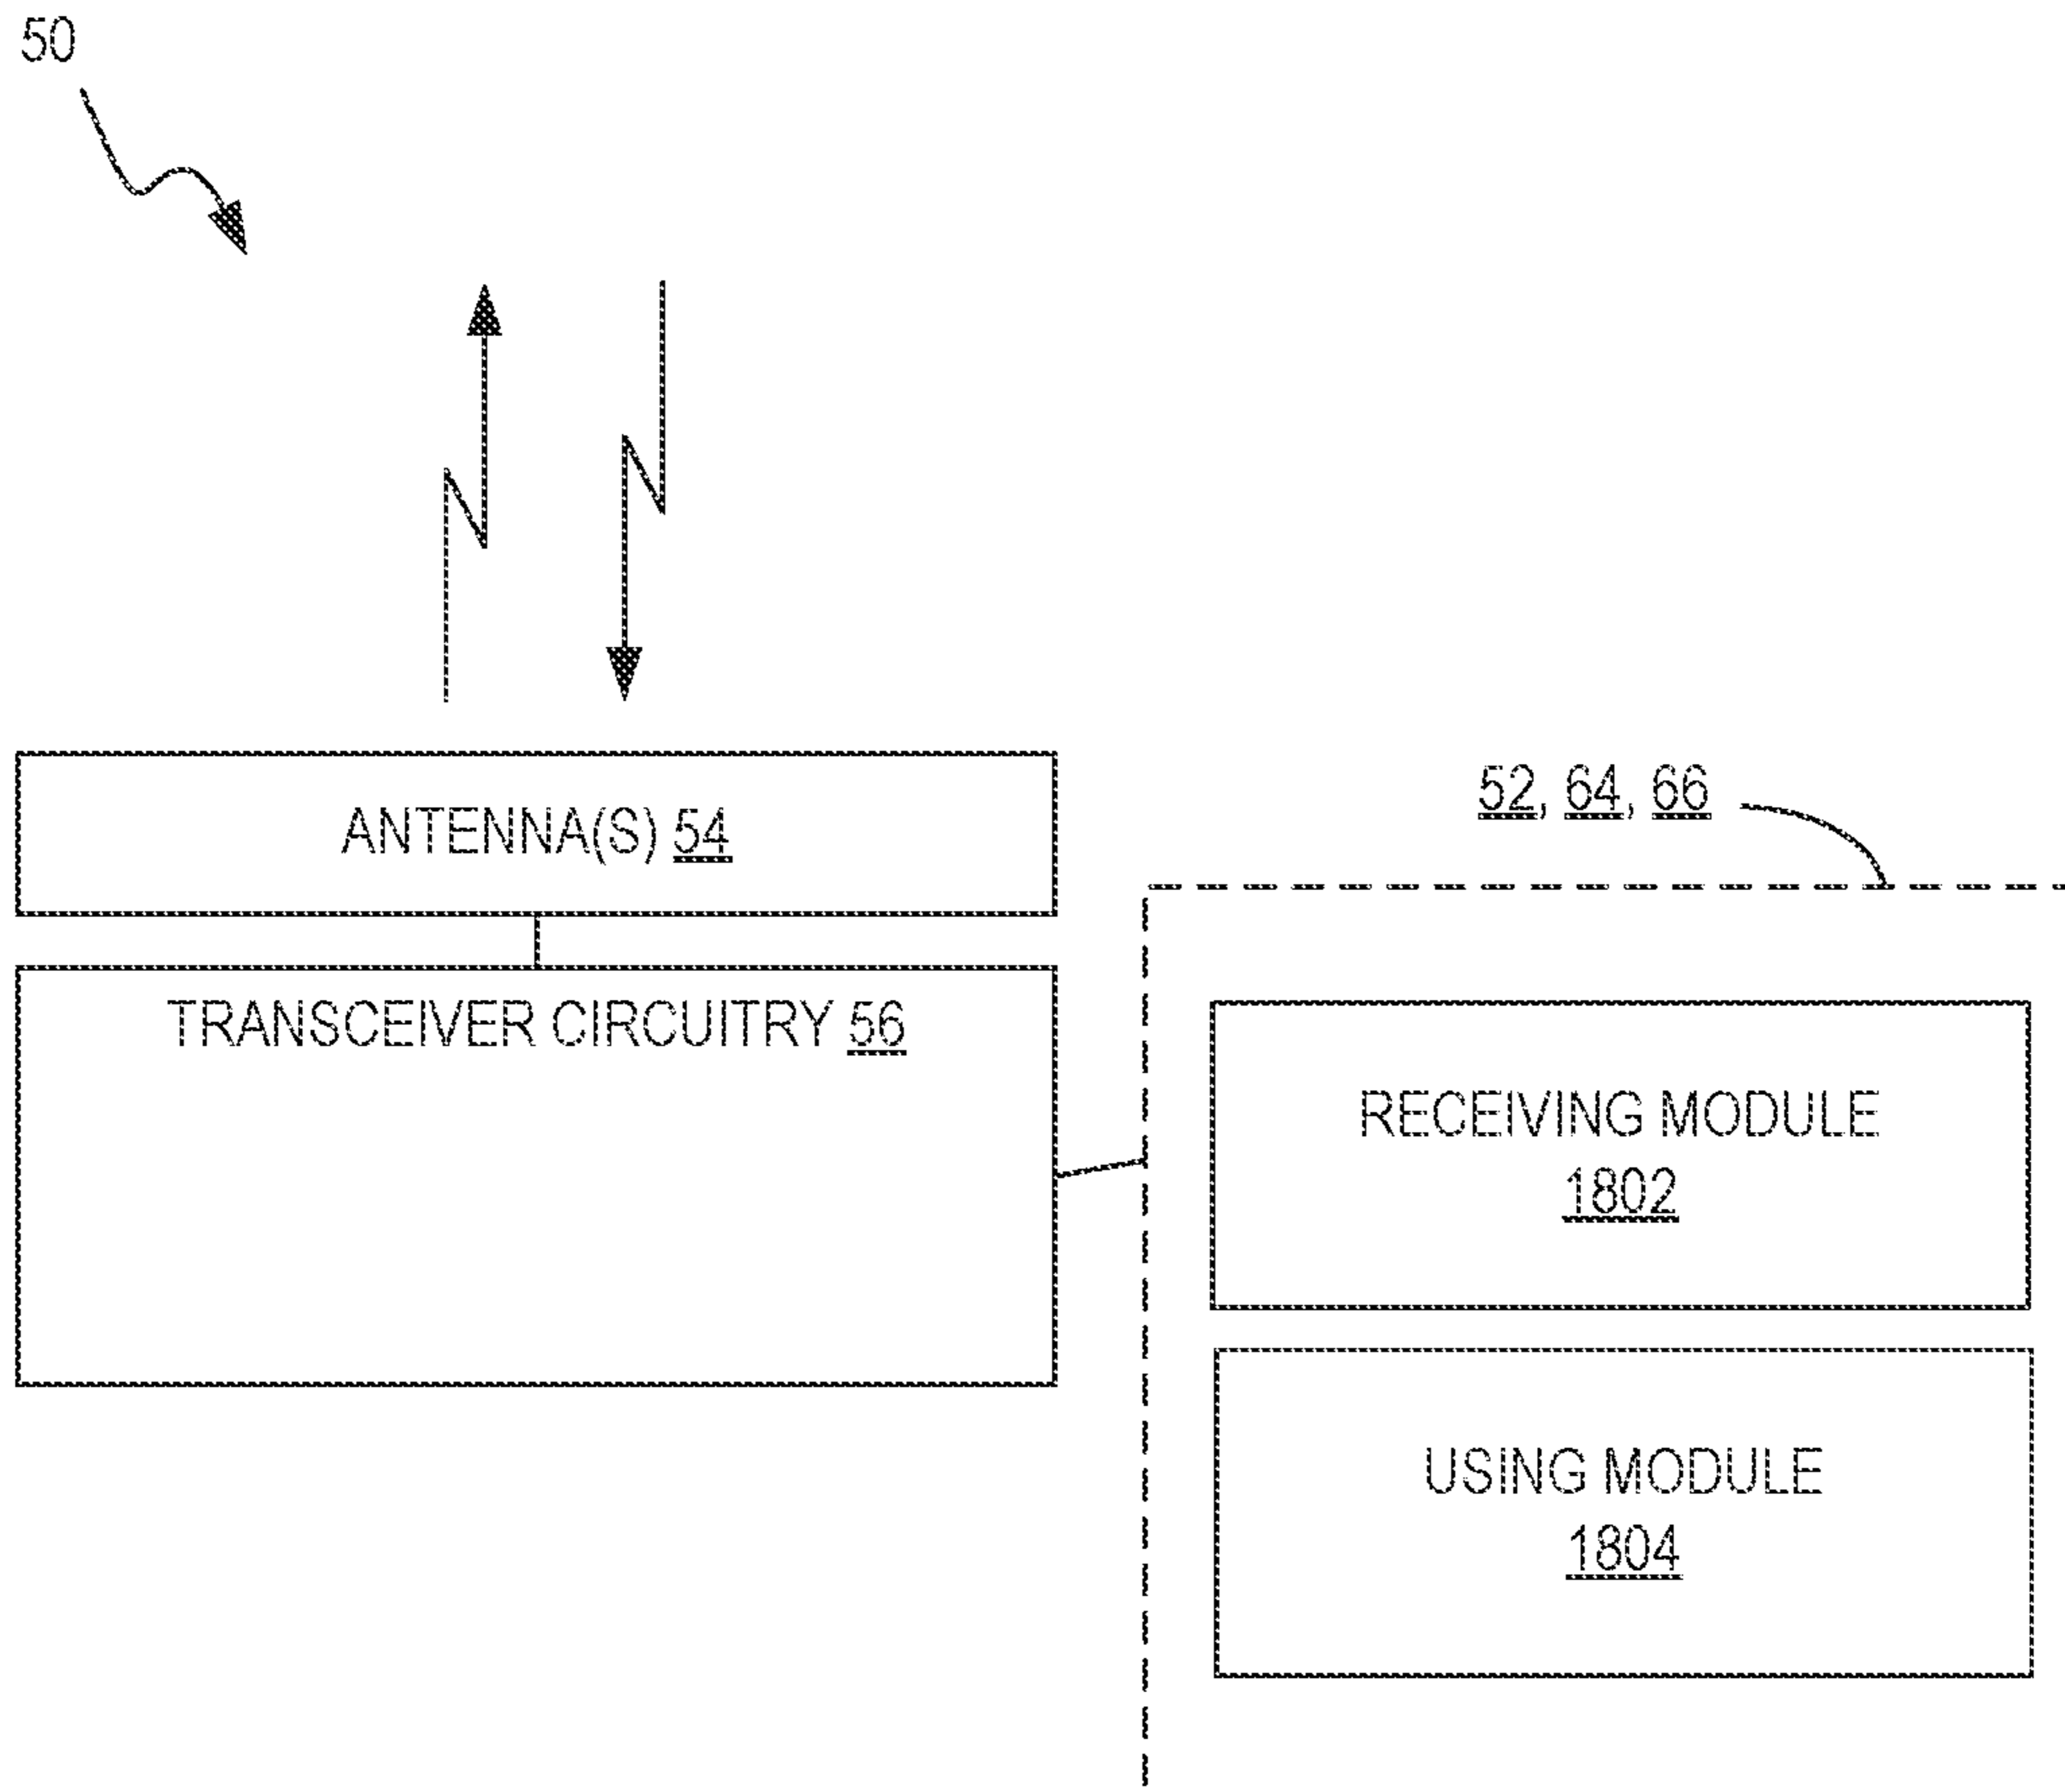 50
ANTENNA(S) 54
52, 64, 66
TRANSCEIVER CIRCUITRY 56
RECEIVING MODULE
1802
USING MODULE
1804